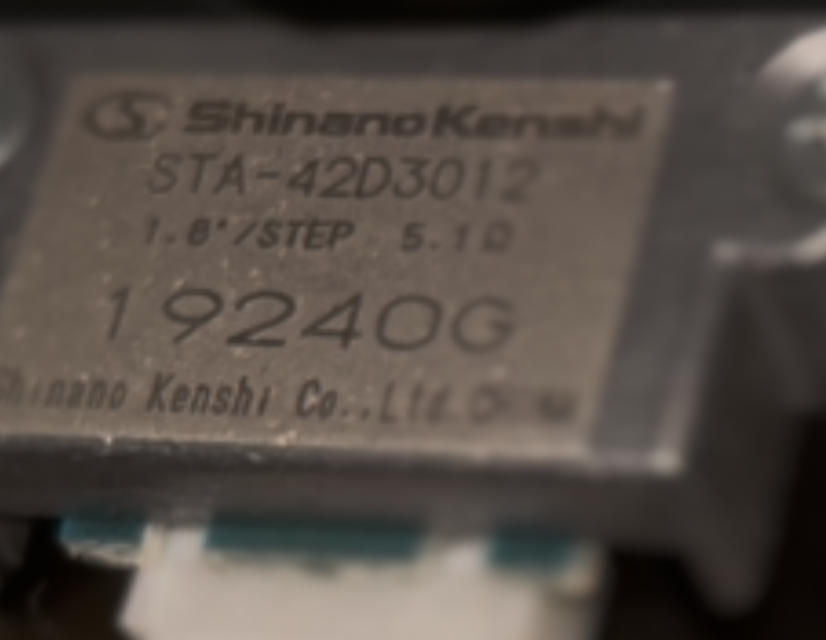 ShinanoKenshi
STA-42D3012
1.8°/STEP 5.1Ω
19240G
Shinano Kenshi Co.,Ltd.